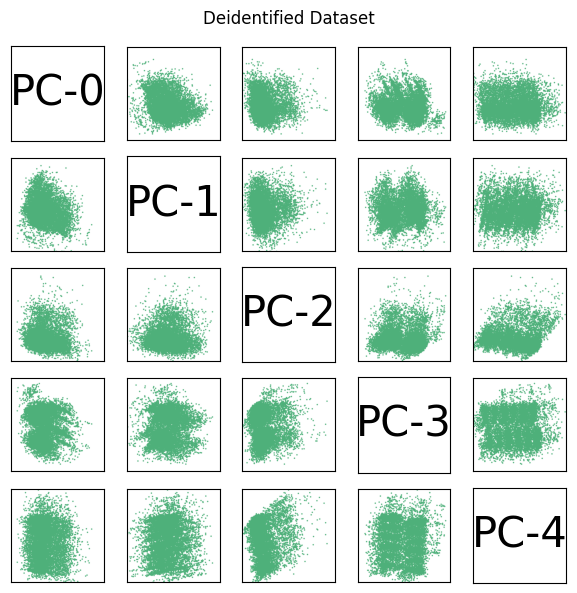 Deidentified Dataset
PC-0
PC-1
PC-2
PC-3
PC-4